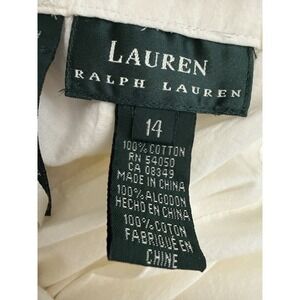 LAUREN
RALPH LAUREN
14
100% COTTON
RN 54050
CA 08349
MADE IN CHINA
100% ALGODON
HECHO EN CHINA
100% COTON
FABRIQUÉ EN
CHINE